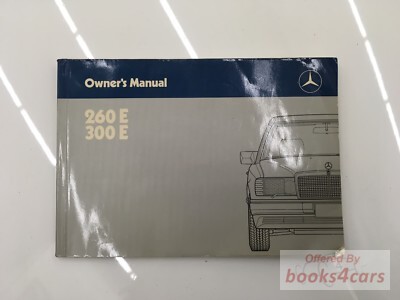 Owner's Manual
260 E
300 E
Offered By
books4cars